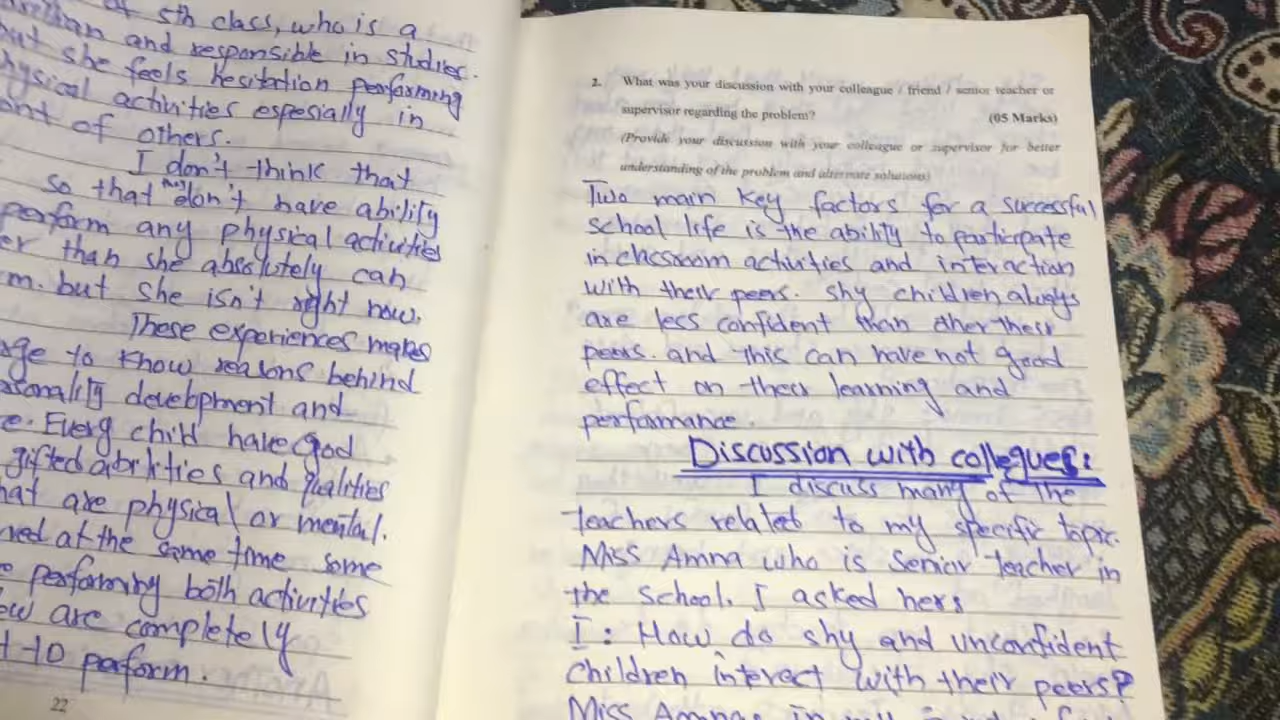 of 5th class, who is a
and responsible in studies.
but she feels hesitation performing
physical activities especially in
of others.
I don't think that
so that don't have ability
perform any physical activities
than she absolutely can
but she isn't right now.
These experiences makes
to know reasons behind
development and
Every child have good
gifted abilities and qualities
that are physical or mental.
at the same time some
performing both activities
are completely
to perform.
22
2. What was your discussion with your colleague / friend / senior teacher or
supervisor regarding the problem? (05 Marks)
(Provide your discussion with your colleague or supervisor for better
understanding of the problem and alternate solutions)
Two main key factors for a successful
school life is the ability to participate
in classroom activities and interaction
with their peers. shy children always
are less confident than other their
peers. and this can have not good
effect on their learning and
performance.
Discussion with collegues:
I discuss many of the
teachers related to my specific topic.
Miss Amna who is Senior teacher in
the school. I asked her:
I: How do shy and unconfident
children interect with their peers?
Miss Amna: in my